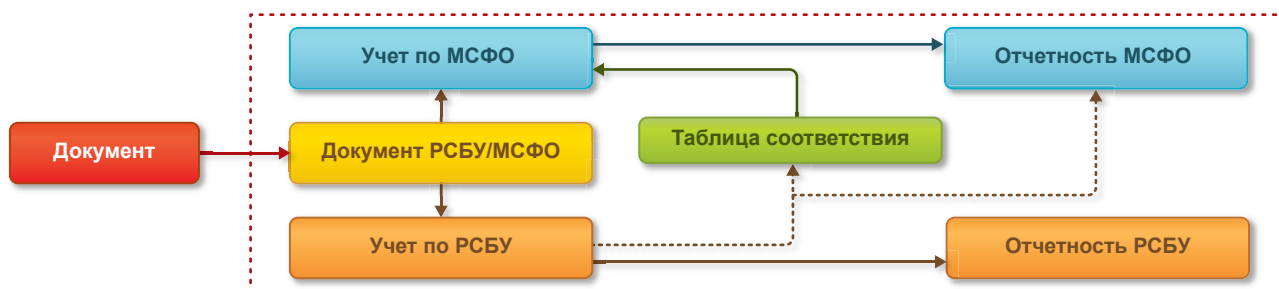 Учет по МСФО
Отчетность МСФО
Документ
Документ РСБУ/МСФО
Таблица соответствия
Учет по РСБУ
Отчетность РСБУ